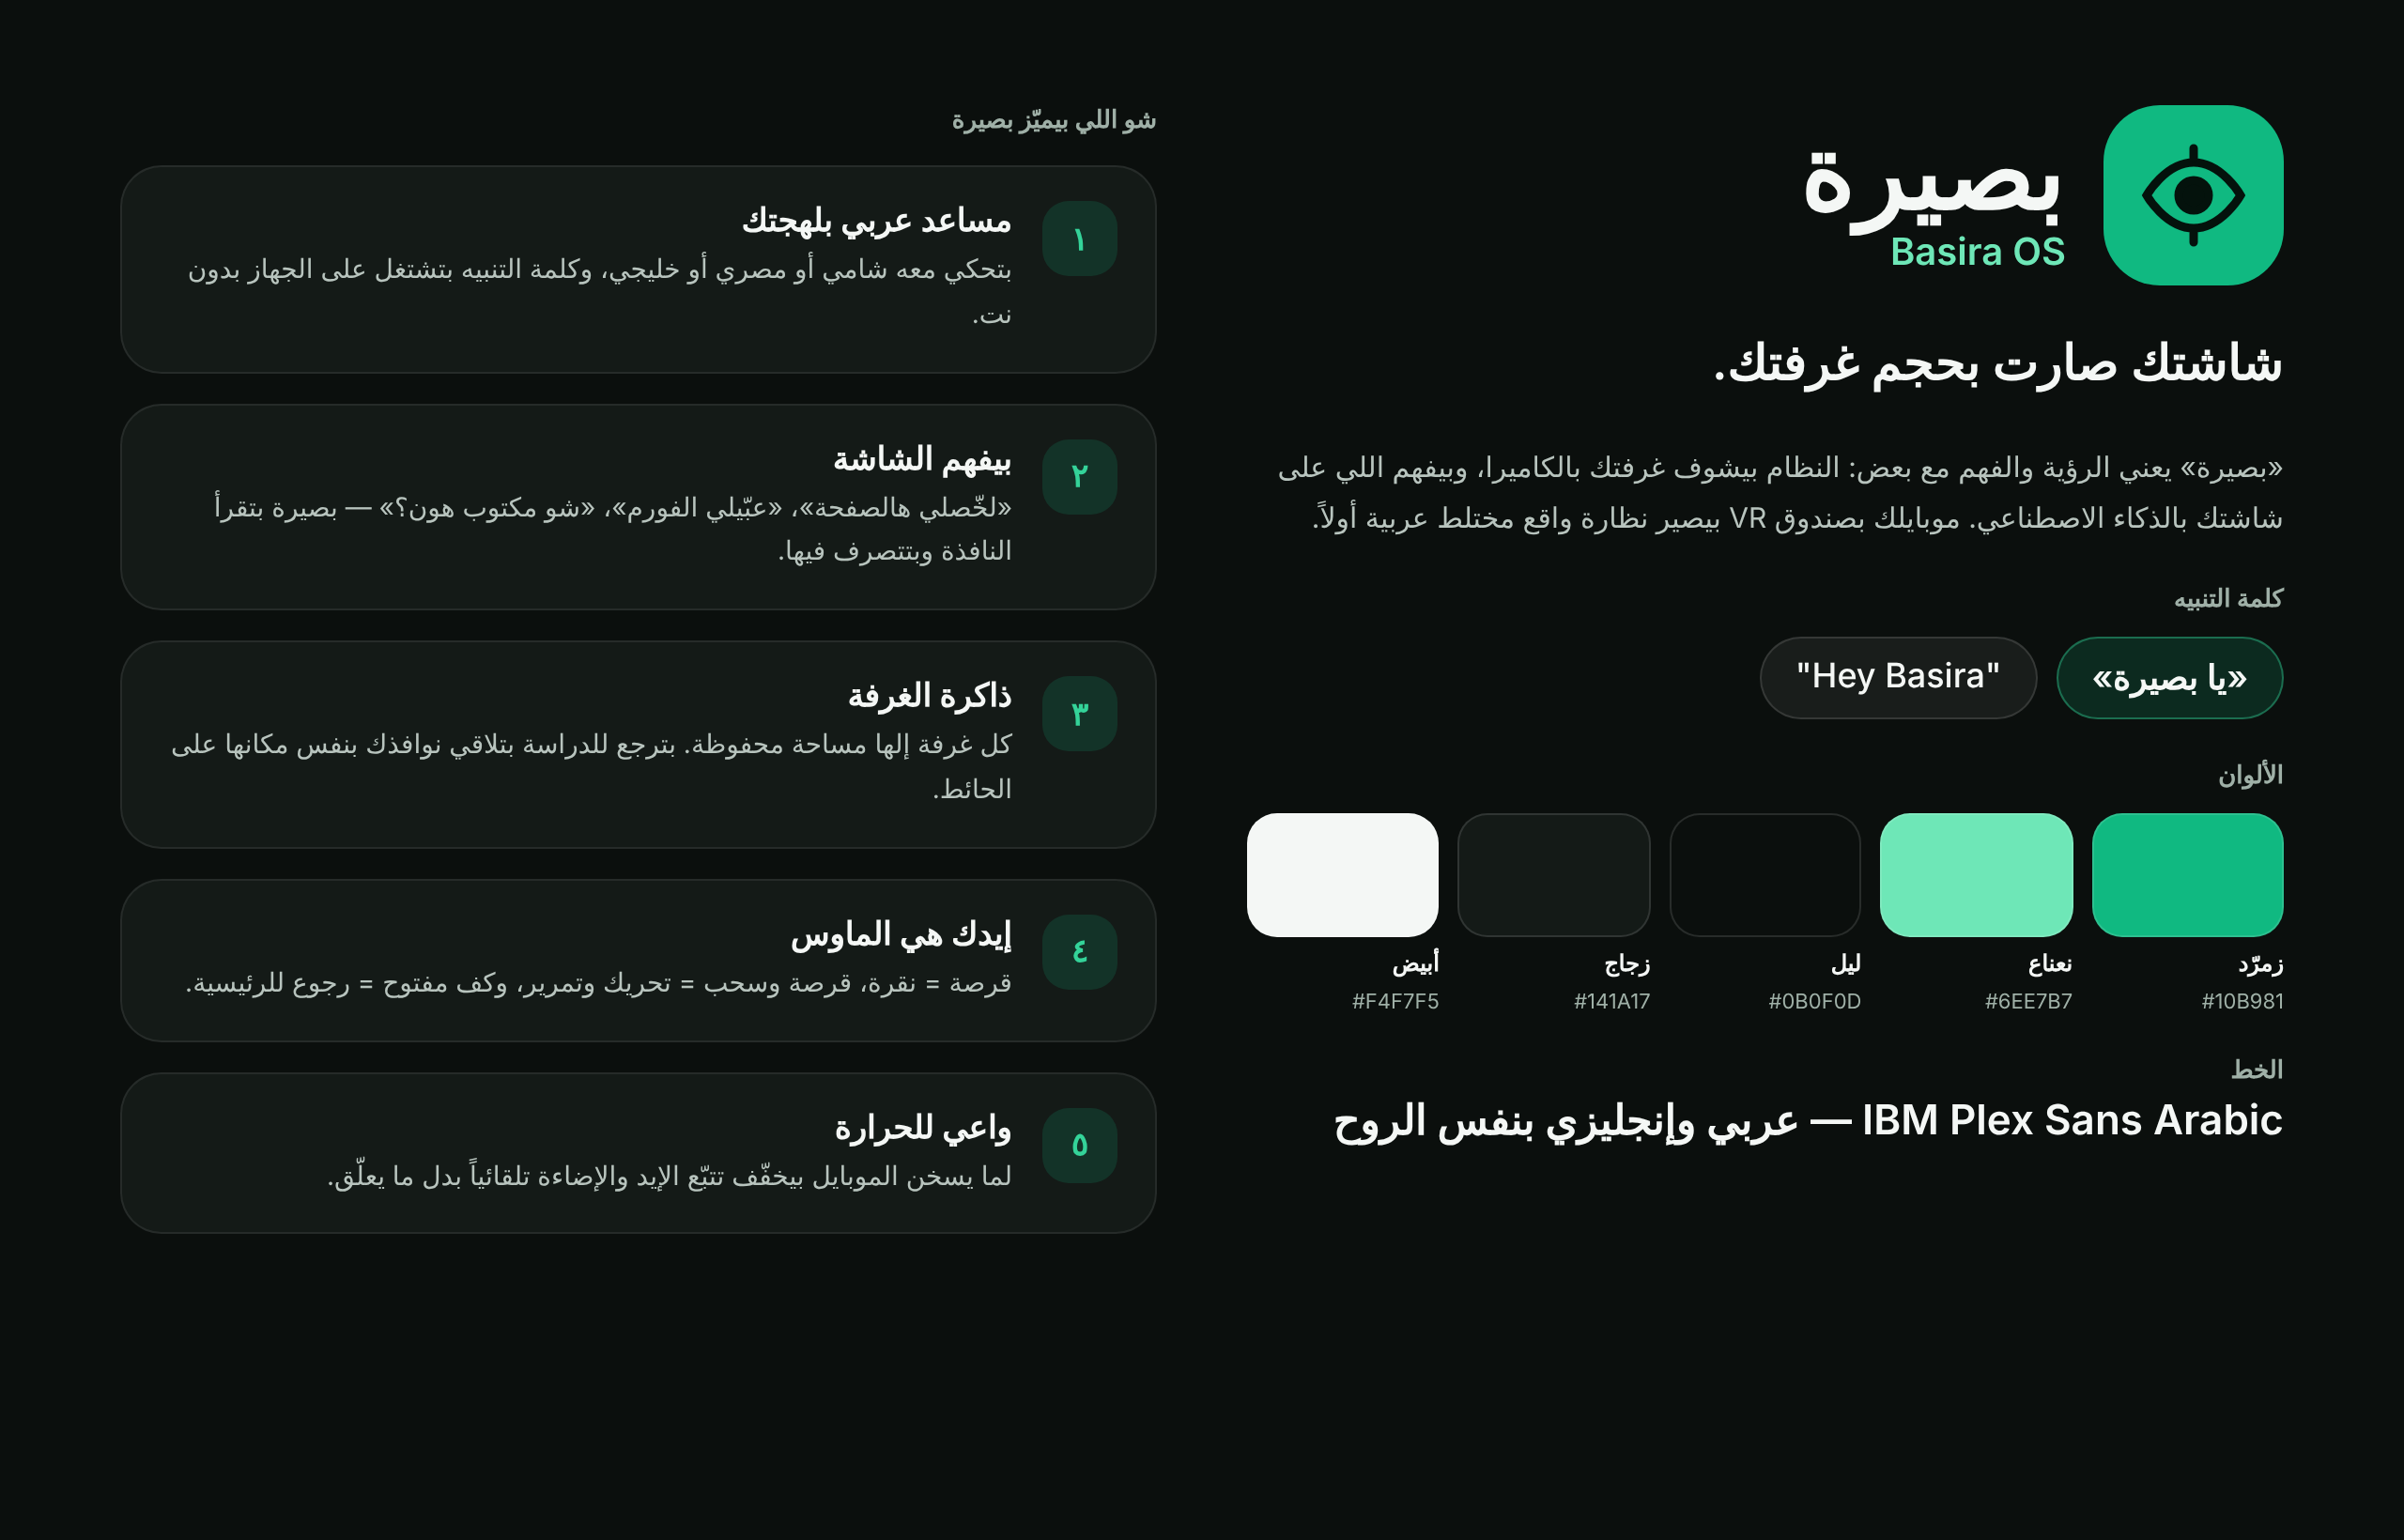 بصيرة
Basira OS
شاشتك صارت بحجم غرفتك.
«بصيرة» يعني الرؤية والفهم مع بعض: النظام بيشوف غرفتك بالكاميرا، وبيفهم اللي على
شاشتك بالذكاء الاصطناعي. موبايلك بصندوق VR بيصير نظارة واقع مختلط عربية أولاً.
كلمة التنبيه
«يا بصيرة»
"Hey Basira"
الألوان
زمرّد
#10B981
نعناع
#6EE7B7
ليل
#0B0F0D
زجاج
#141A17
أبيض
#F4F7F5
الخط
IBM Plex Sans Arabic — عربي وإنجليزي بنفس الروح
شو اللي بيميّز بصيرة
١
مساعد عربي بلهجتك
بتحكي معه شامي أو مصري أو خليجي، وكلمة التنبيه بتشتغل على الجهاز بدون
نت.
٢
بيفهم الشاشة
«لخّصلي هالصفحة»، «عبّيلي الفورم»، «شو مكتوب هون؟» — بصيرة بتقرأ
النافذة وبتتصرف فيها.
٣
ذاكرة الغرفة
كل غرفة إلها مساحة محفوظة. بترجع للدراسة بتلاقي نوافذك بنفس مكانها على
الحائط.
٤
إيدك هي الماوس
قرصة = نقرة، قرصة وسحب = تحريك وتمرير، وكف مفتوح = رجوع للرئيسية.
٥
واعي للحرارة
لما يسخن الموبايل بيخفّف تتبّع الإيد والإضاءة تلقائياً بدل ما يعلّق.